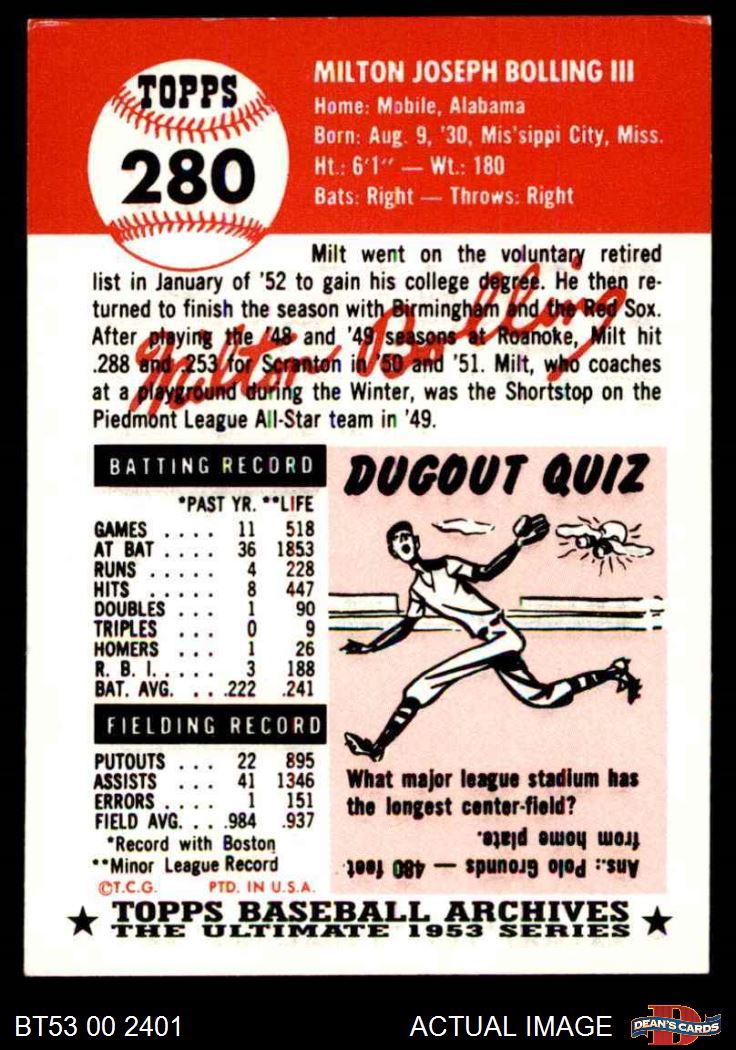 TOPPS
280
MILTON JOSEPH BOLLING III
Home: Mobile, Alabama
Born: Aug. 9, '30, Mis'sippi City, Miss.
Ht.: 6'1" — Wt.: 180
Bats: Right — Throws: Right
Milt went on the voluntary retired
list in January of '52 to gain his college degree. He then re-
turned to finish the season with Birmingham and the Red Sox.
After playing the '48 and '49 seasons at Roanoke, Milt hit
.288 and .253 for Scranton in '50 and '51. Milt, who coaches
at a playground during the Winter, was the Shortstop on the
Piedmont League All-Star team in '49.
Milton Bolling
BATTING RECORD
*PAST YR. **LIFE
GAMES .... 11 518
AT BAT .... 36 1853
RUNS ..... 4 228
HITS ..... 8 447
DOUBLES ... 1 90
TRIPLES ... 0 9
HOMERS ... 1 26
R. B. I. .... 3 188
BAT. AVG. ... .222 .241
FIELDING RECORD
PUTOUTS ... 22 895
ASSISTS ... 41 1346
ERRORS .... 1 151
FIELD AVG. ... .984 .937
*Record with Boston
**Minor League Record
©T.C.G. PTD. IN U.S.A.
DUGOUT QUIZ
What major league stadium has
the longest center-field?
Ans.: Polo Grounds — 480 feet
from home plate.
★ TOPPS BASEBALL ARCHIVES ★
THE ULTIMATE 1953 SERIES
BT53 00 2401
ACTUAL IMAGE
D
DEAN'S CARDS